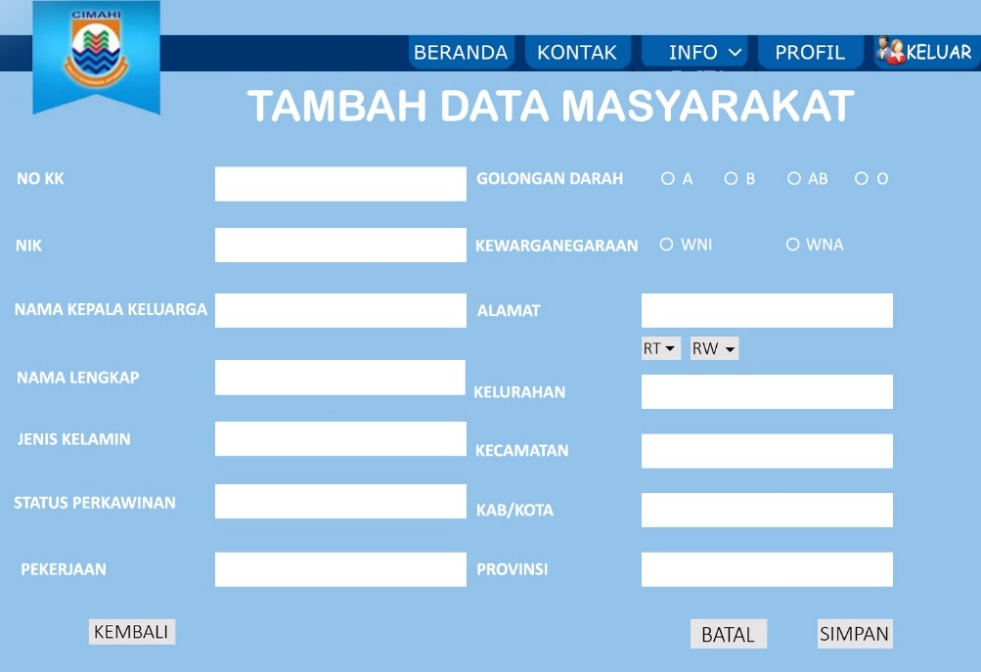 CIMAHI
BERANDA KONTAK INFO PROFIL KELUAR
TAMBAH DATA MASYARAKAT
NO KK
NIK
NAMA KEPALA KELUARGA
NAMA LENGKAP
JENIS KELAMIN
STATUS PERKAWINAN
PEKERJAAN
GOLONGAN DARAH A B AB O
KEWARGANEGARAAN WNI WNA
ALAMAT
RT RW
KELURAHAN
KECAMATAN
KAB/KOTA
PROVINSI
KEMBALI BATAL SIMPAN